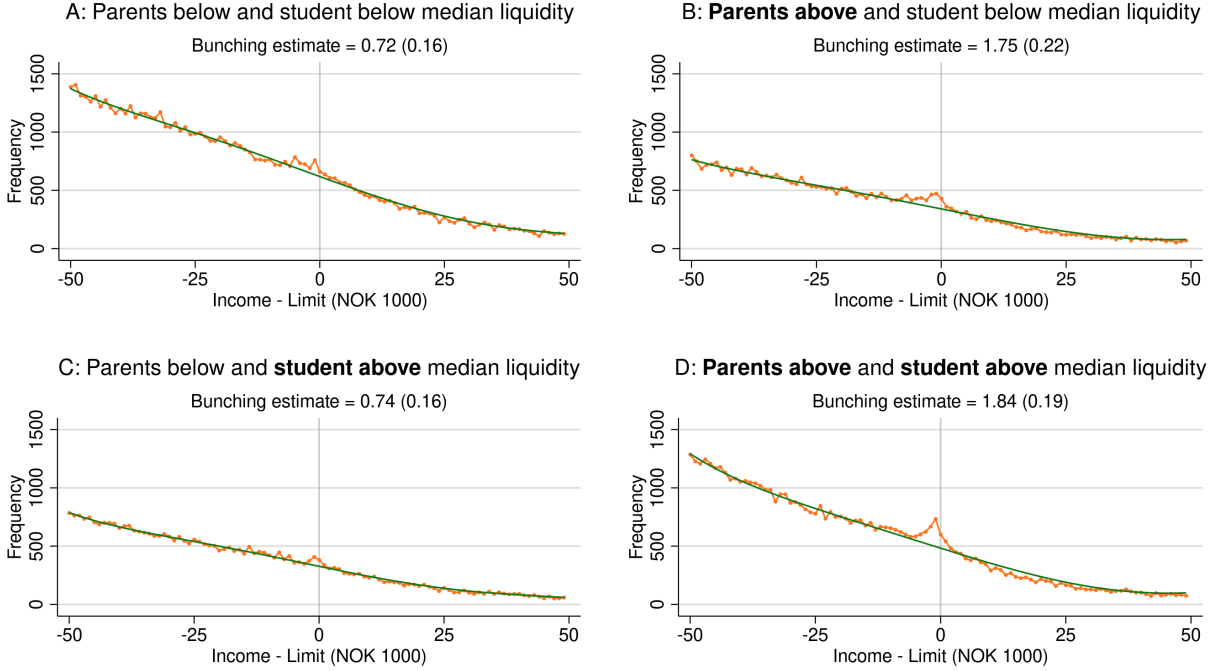 A: Parents below and student below median liquidity
Bunching estimate = 0.72 (0.16)
Frequency
1500
1000
500
0
-50 -25 0 25 50
Income - Limit (NOK 1000)
B: Parents above and student below median liquidity
Bunching estimate = 1.75 (0.22)
Frequency
1500
1000
500
0
-50 -25 0 25 50
Income - Limit (NOK 1000)
C: Parents below and student above median liquidity
Bunching estimate = 0.74 (0.16)
Frequency
1500
1000
500
0
-50 -25 0 25 50
Income - Limit (NOK 1000)
D: Parents above and student above median liquidity
Bunching estimate = 1.84 (0.19)
Frequency
1500
1000
500
0
-50 -25 0 25 50
Income - Limit (NOK 1000)